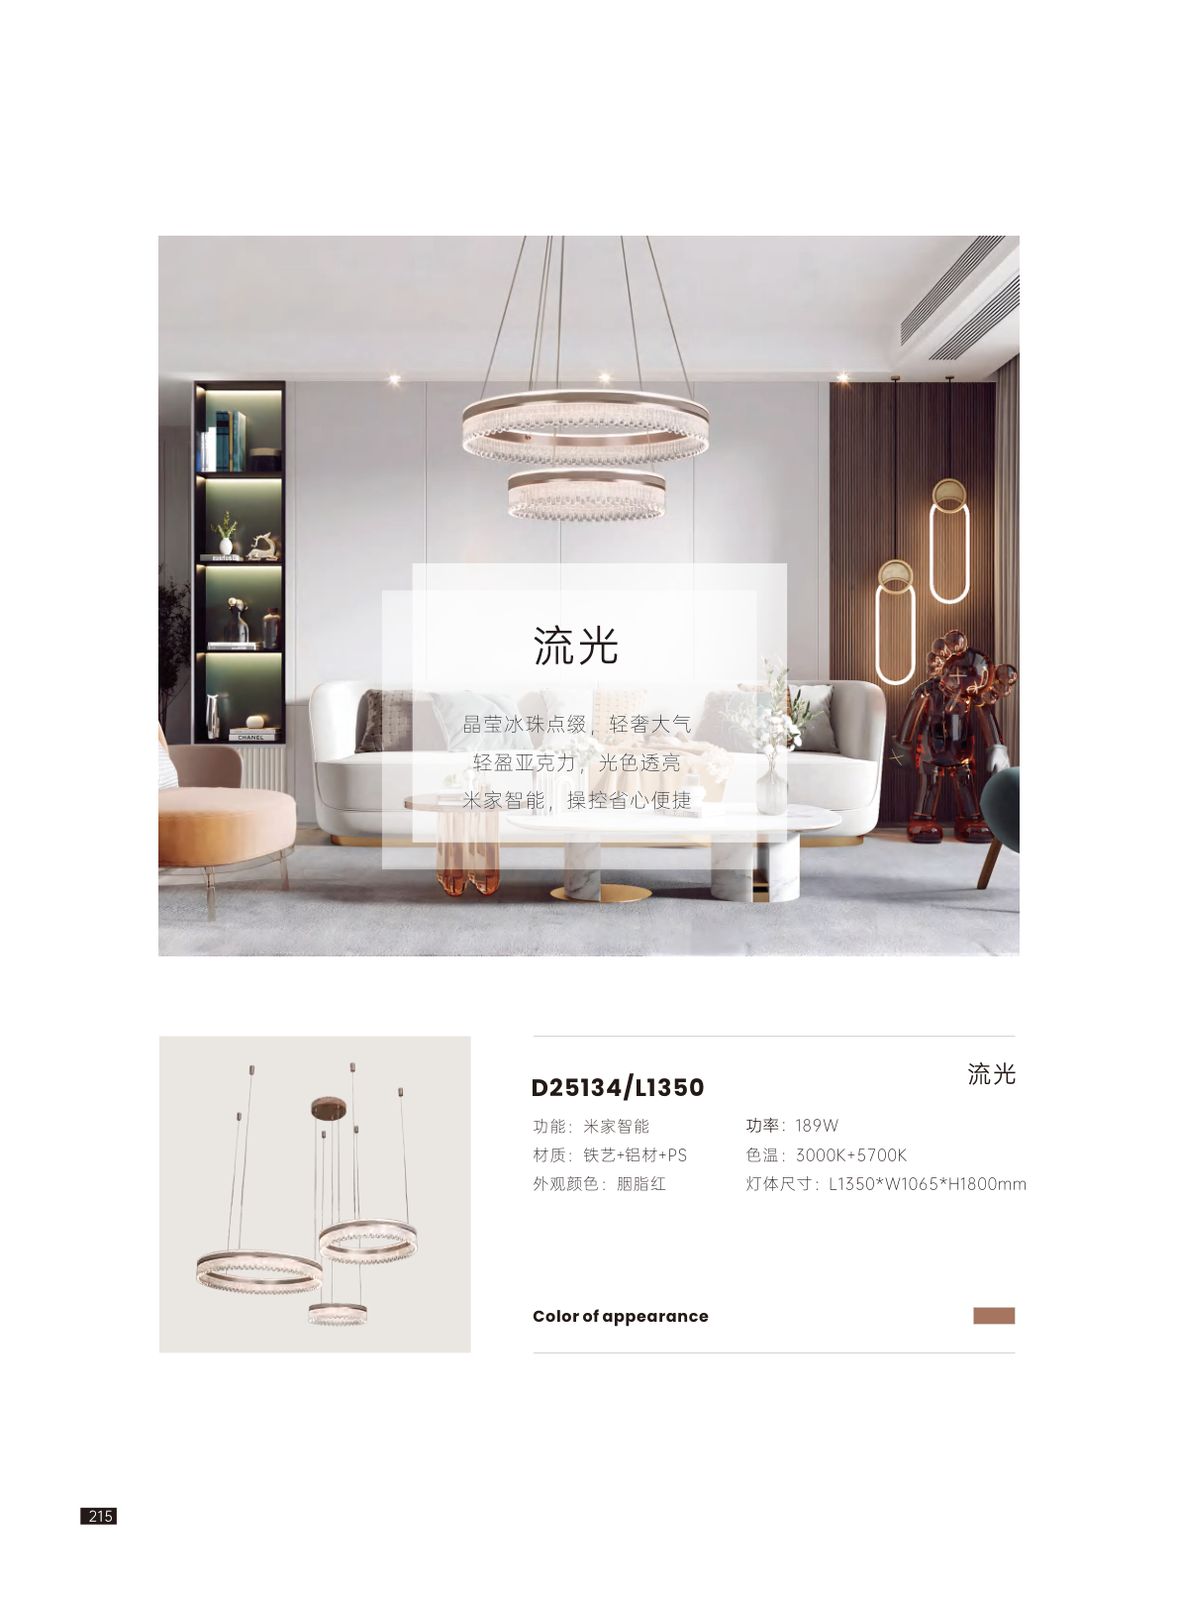 流光
晶莹冰珠点缀，轻奢大气
轻盈亚克力，光色透亮
米家智能，操控省心便捷
CHANEL
流光
D25134/L1350
功能：米家智能
功率：189W
材质：铁艺+铝材+PS
色温：3000K+5700K
外观颜色：胭脂红
灯体尺寸：L1350*W1065*H1800mm
Color of appearance
215